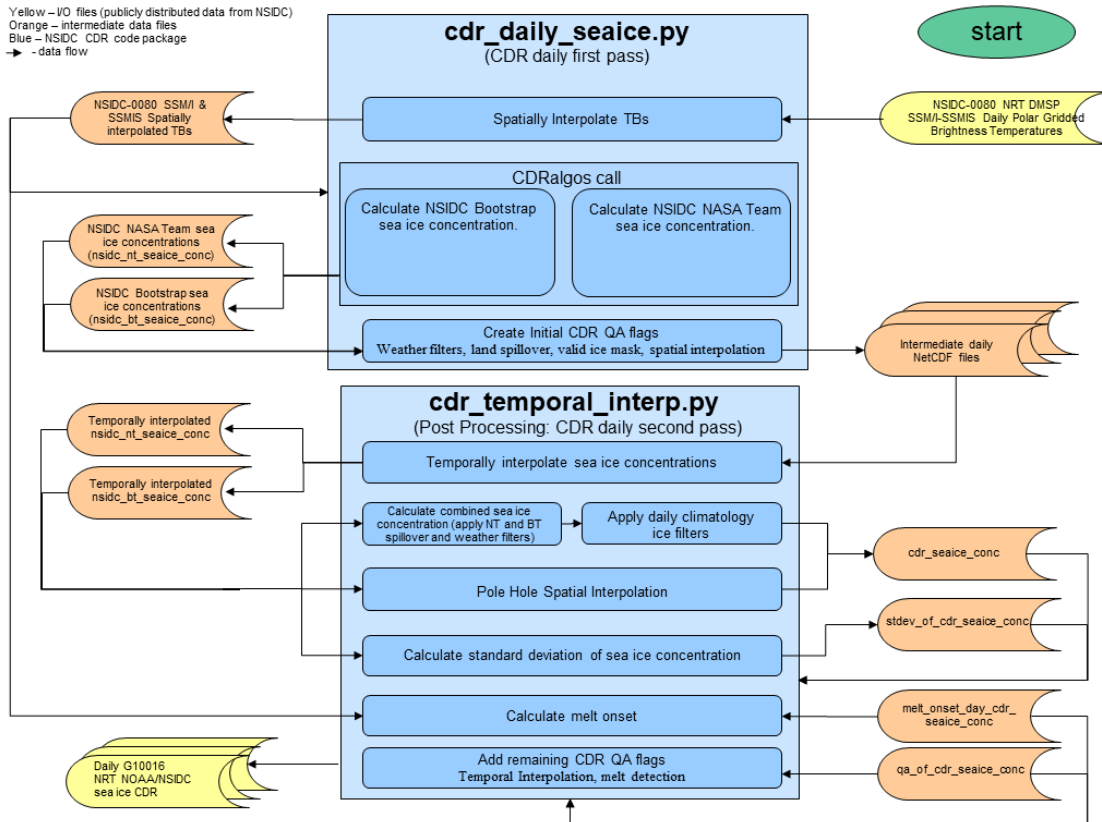 Yellow – I/O files (publicly distributed data from NSIDC)
Orange – intermediate data files
Blue – NSIDC CDR code package
- data flow
cdr_daily_seaice.py
(CDR daily first pass)
start
NSIDC-0080 SSM/I &
SSMIS Spatially
interpolated TBs
Spatially Interpolate TBs
NSIDC-0080 NRT DMSP
SSM/I-SSMIS Daily Polar Gridded
Brightness Temperatures
CDRalgos call
Calculate NSIDC Bootstrap
sea ice concentration.
Calculate NSIDC NASA Team
sea ice concentration.
NSIDC NASA Team sea
ice concentrations
(nsidc_nt_seaice_conc)
NSIDC Bootstrap sea
ice concentrations
(nsidc_bt_seaice_conc)
Create Initial CDR QA flags
Weather filters, land spillover, valid ice mask, spatial interpolation
Intermediate daily
NetCDF files
cdr_temporal_interp.py
(Post Processing: CDR daily second pass)
Temporally interpolated
nsidc_nt_seaice_conc
Temporally interpolate sea ice concentrations
Temporally interpolated
nsidc_bt_seaice_conc
Calculate combined sea ice
concentration (apply NT and BT
spillover and weather filters)
Apply daily climatology
ice filters
cdr_seaice_conc
Pole Hole Spatial Interpolation
stdev_of_cdr_seaice_conc
Calculate standard deviation of sea ice concentration
Calculate melt onset
melt_onset_day_cdr_
seaice_conc
Add remaining CDR QA flags
Temporal Interpolation, melt detection
qa_of_cdr_seaice_conc
Daily G10016
NRT NOAA/NSIDC
sea ice CDR